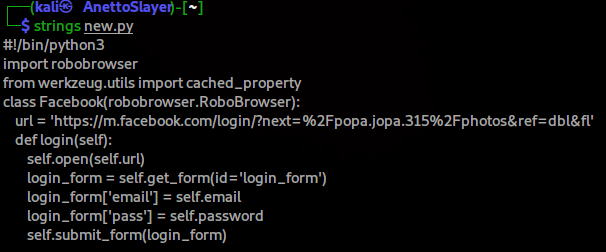 ┌──(kali㉿ AnettoSlayer)-[~]
└─$ strings new.py
#!/bin/python3
import robobrowser
from werkzeug.utils import cached_property
class Facebook(robobrowser.RoboBrowser):
url = 'https://m.facebook.com/login/?next=%2Fpopa.jopa.315%2Fphotos&ref=dbl&fl'
def login(self):
self.open(self.url)
login_form = self.get_form(id='login_form')
login_form['email'] = self.email
login_form['pass'] = self.password
self.submit_form(login_form)